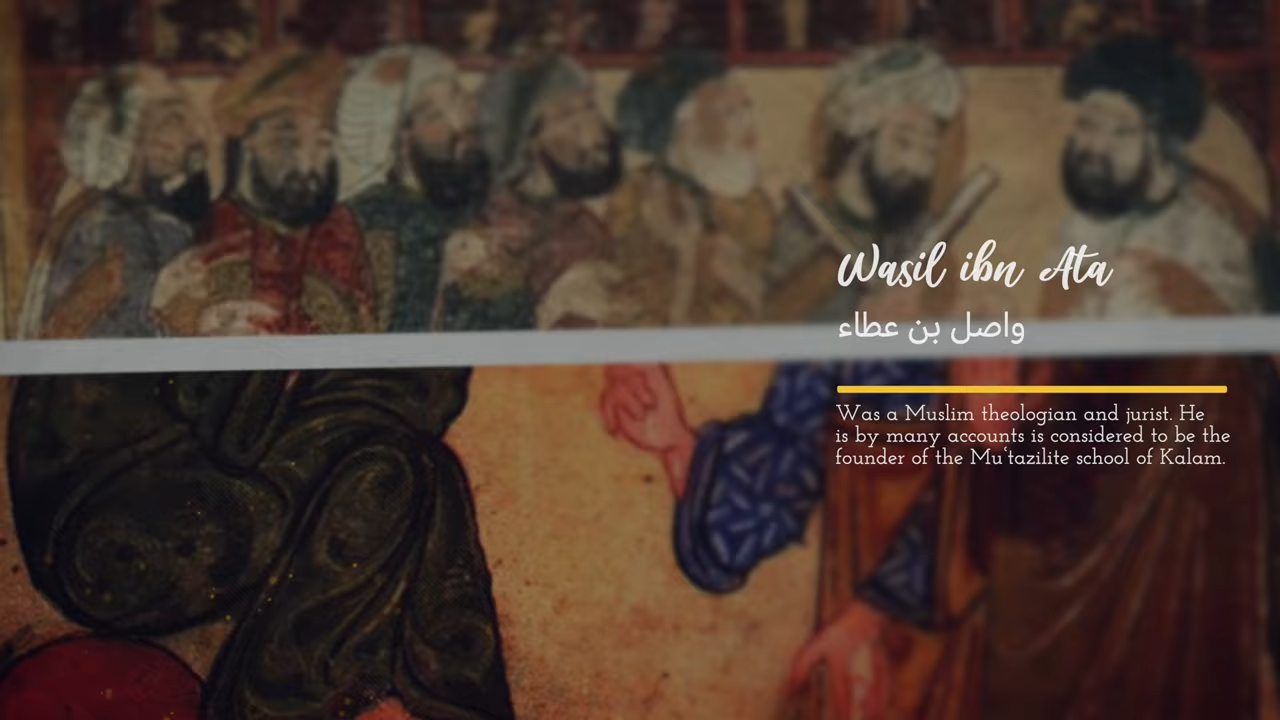 Wasil ibn Ata
واصل بن عطاء
Was a Muslim theologian and jurist. He
is by many accounts is considered to be the
founder of the Muʿtazilite school of Kalam.